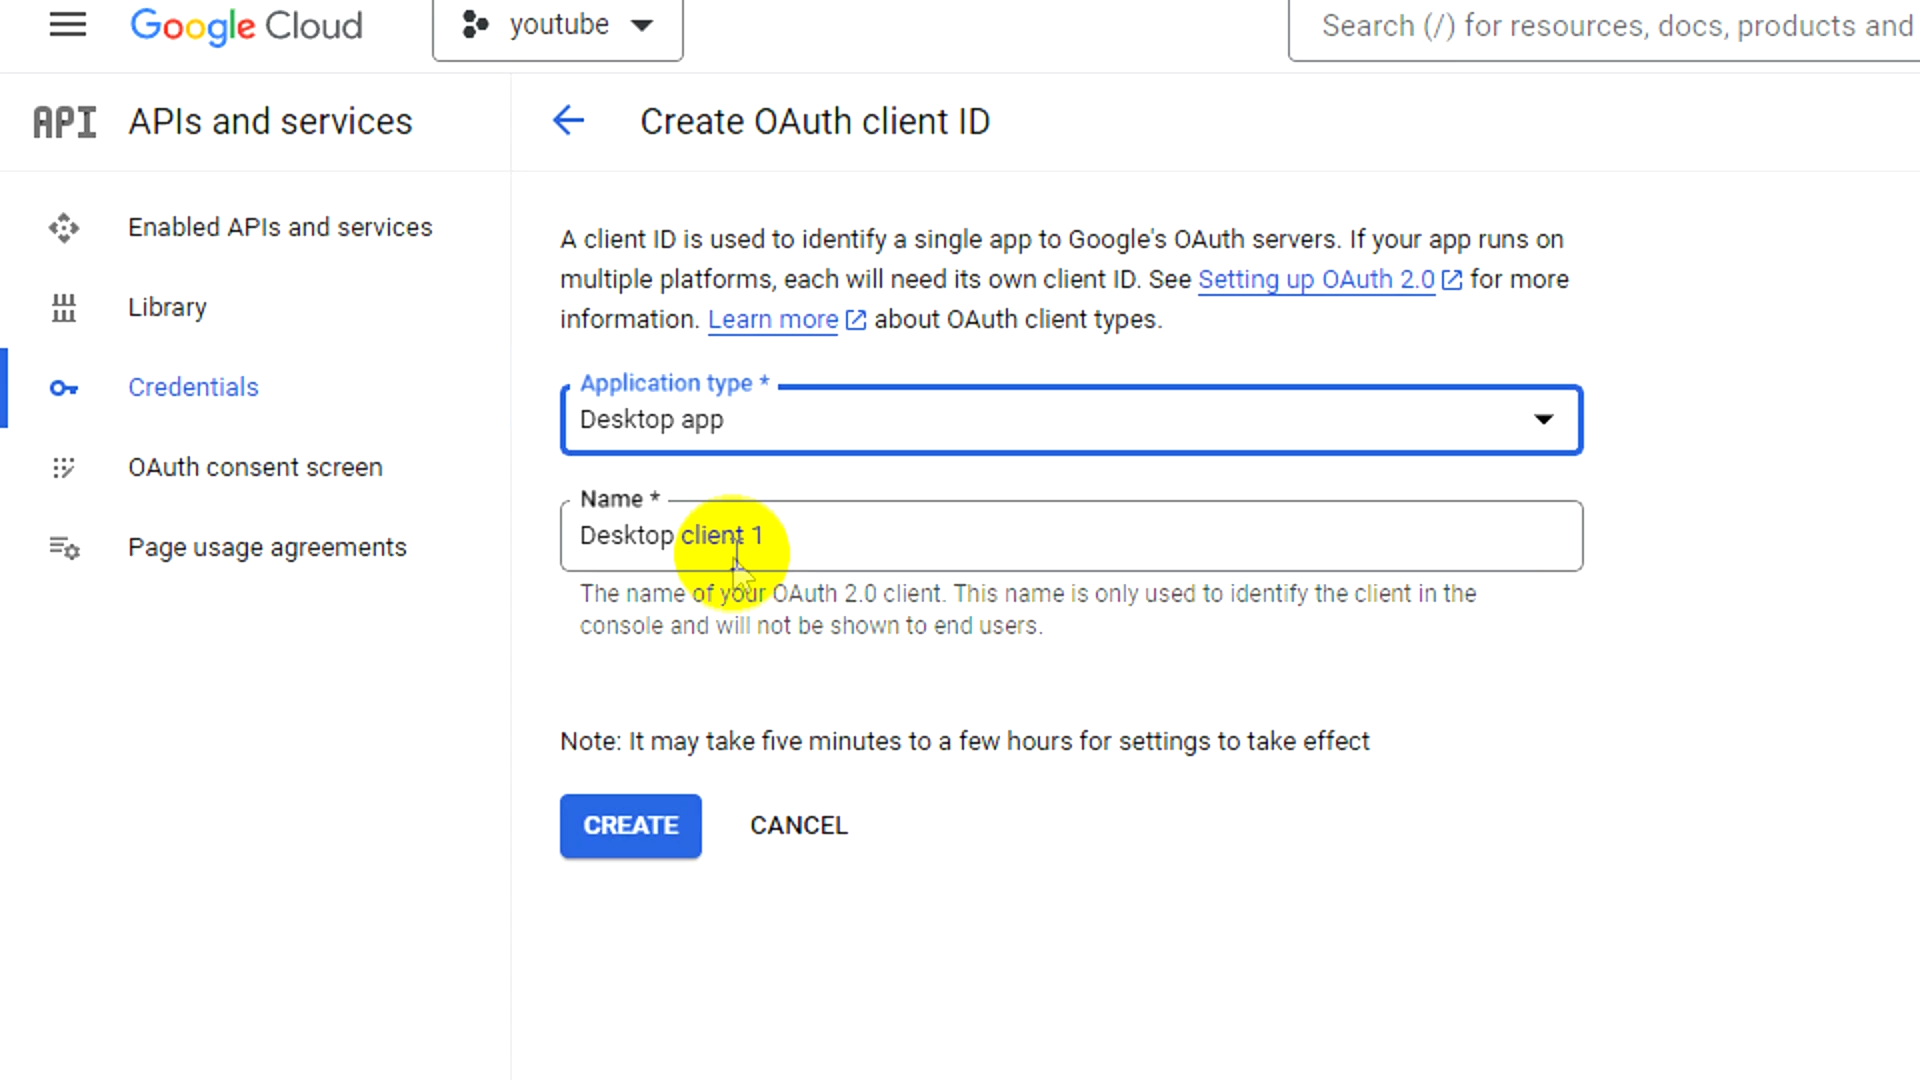 Google Cloud
youtube
Search (/) for resources, docs, products and
API
APIs and services
Create OAuth client ID
Enabled APIs and services
Library
Credentials
OAuth consent screen
Page usage agreements
A client ID is used to identify a single app to Google's OAuth servers. If your app runs on
multiple platforms, each will need its own client ID. See Setting up OAuth 2.0 for more
information. Learn more about OAuth client types.
Application type *
Desktop app
Name *
Desktop client 1
The name of your OAuth 2.0 client. This name is only used to identify the client in the
console and will not be shown to end users.
Note: It may take five minutes to a few hours for settings to take effect
CREATE
CANCEL